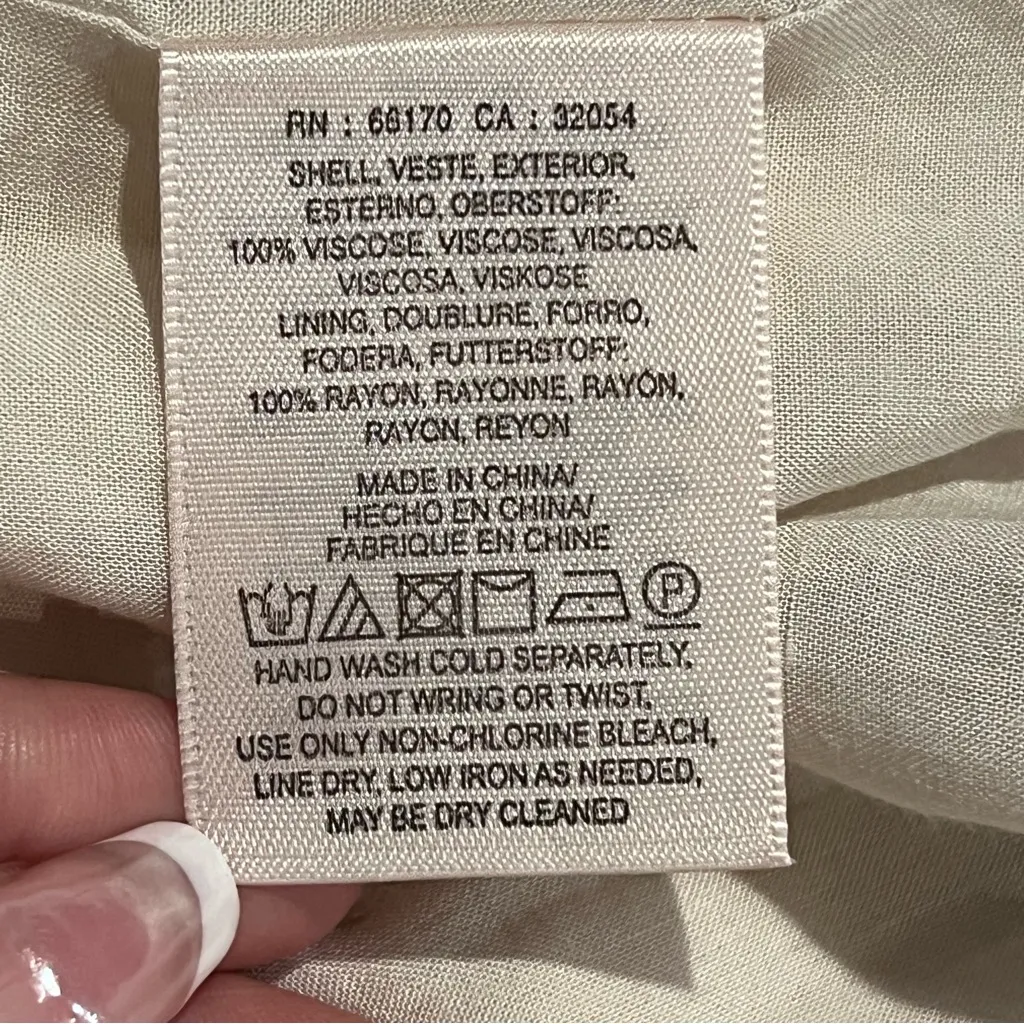 RN : 66170 CA : 32054
SHELL, VESTE, EXTERIOR,
ESTERNO, OBERSTOFF:
100% VISCOSE, VISCOSE, VISCOSA,
VISCOSA, VISKOSE
LINING, DOUBLURE, FORRO,
FODERA, FUTTERSTOFF:
100% RAYON, RAYONNE, RAYÓN,
RAYON, REYON
MADE IN CHINA/
HECHO EN CHINA/
FABRIQUE EN CHINE
P
HAND WASH COLD SEPARATELY,
DO NOT WRING OR TWIST,
USE ONLY NON-CHLORINE BLEACH,
LINE DRY, LOW IRON AS NEEDED,
MAY BE DRY CLEANED